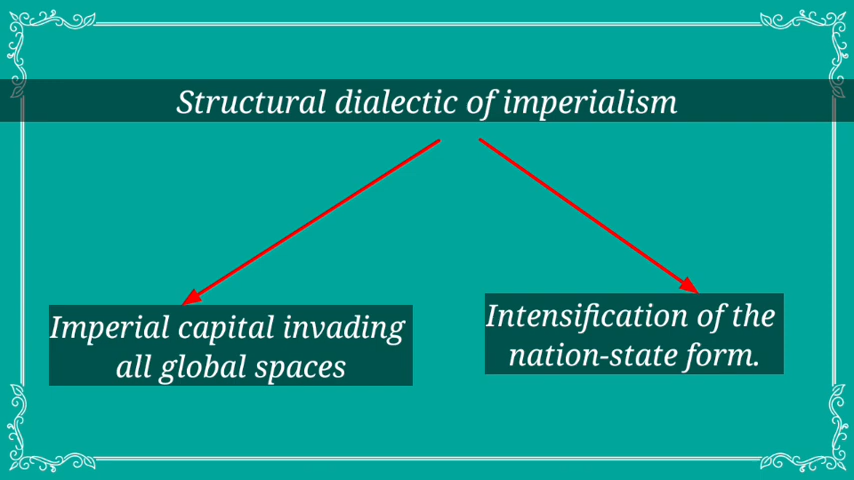 Structural dialectic of imperialism
Imperial capital invading
all global spaces
Intensification of the
nation-state form.